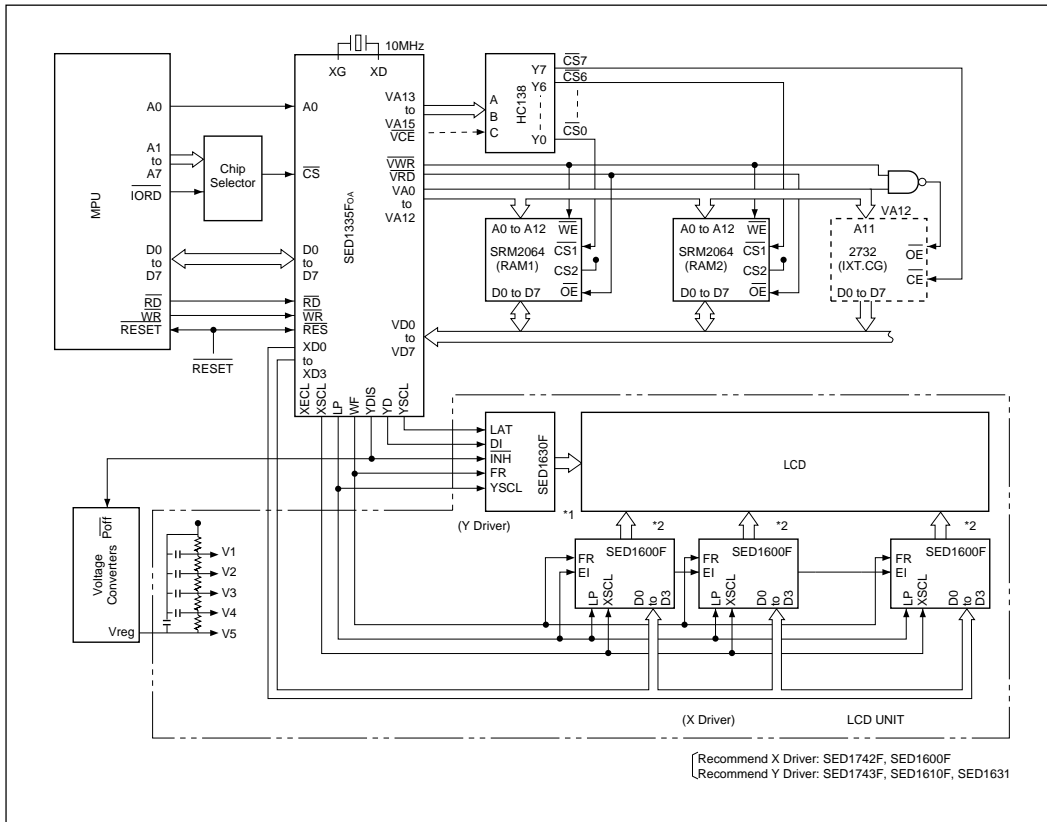 10MHz
XG XD
MPU
A0
A1
to
A7
IORD
D0
to
D7
RD
WR
RESET
RESET
Chip
Selector
SED1335F0A
A0
CS
D0
to
D7
RD
WR
RES
XD0
to
XD3
XECL
XSCL
LP
WF
YDIS
YD
YSCL
VA13
to
VA15
VCE
VWR
VRD
VA0
to
VA12
VD0
to
VD7
HC138
A
B
C
Y7
Y6
Y0
CS7
CS6
CS0
A0 to A12
WE
SRM2064
(RAM1)
CS1
CS2
OE
D0 to D7
A0 to A12
WE
SRM2064
(RAM2)
CS1
CS2
OE
D0 to D7
VA12
A11
2732
(IXT.CG)
OE
CE
D0 to D7
LAT
DI
INH
FR
YSCL
SED1630F
(Y Driver)
*1
LCD
*2
*2
*2
SED1600F
FR
EI
LP
XSCL
D0
to
D3
SED1600F
FR
EI
LP
XSCL
D0
to
D3
SED1600F
FR
EI
LP
XSCL
D0
to
D3
Voltage
Converters
Poff
Vreg
V1
V2
V3
V4
V5
(X Driver)
LCD UNIT
Recommend X Driver: SED1742F, SED1600F
Recommend Y Driver: SED1743F, SED1610F, SED1631